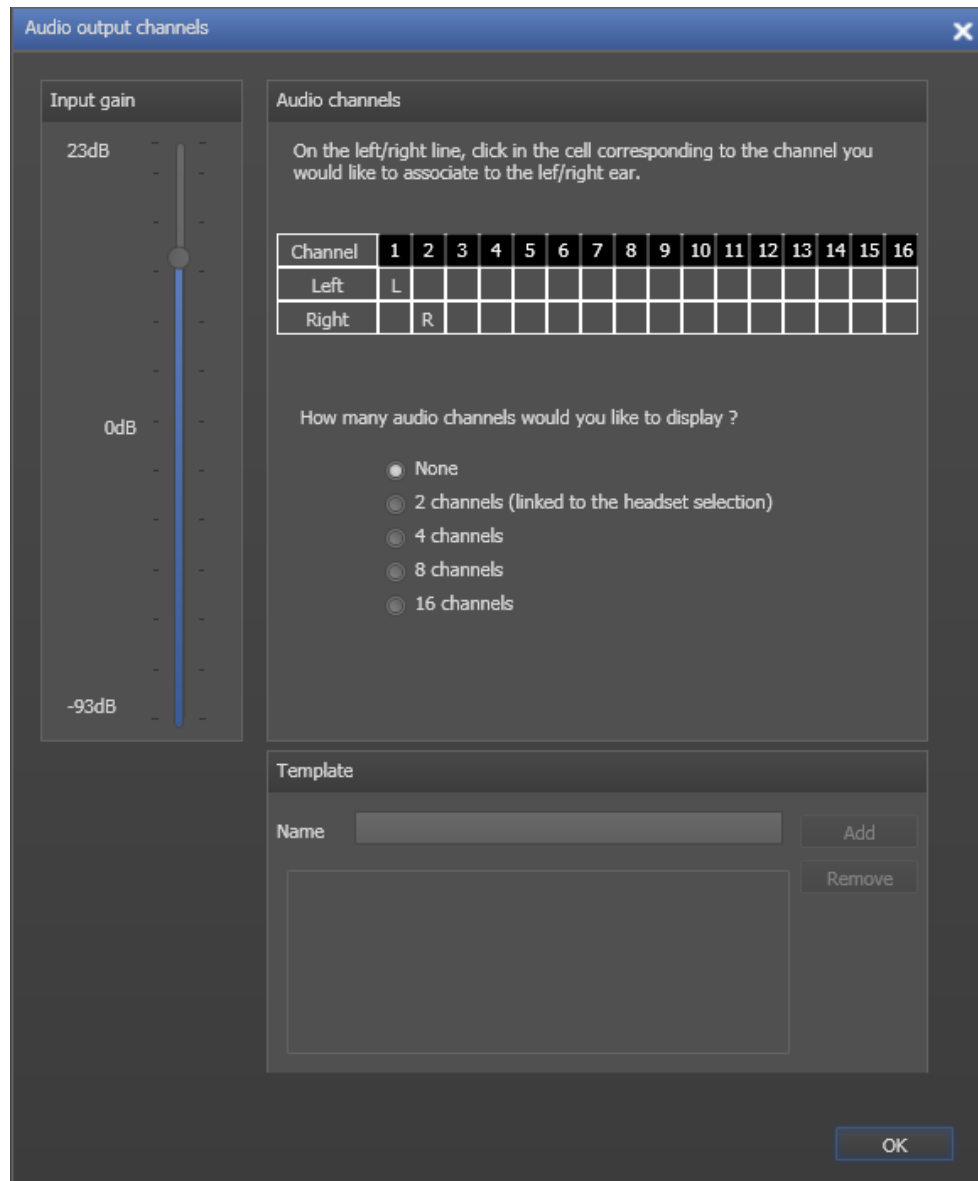 Audio output channels
Input gain
23dB
0dB
-93dB
Audio channels
On the left/right line, click in the cell corresponding to the channel you
would like to associate to the left/right ear.
Channel 1 2 3 4 5 6 7 8 9 10 11 12 13 14 15 16
Left L
Right R
How many audio channels would you like to display ?
None
2 channels (linked to the headset selection)
4 channels
8 channels
16 channels
Template
Name
Add
Remove
OK